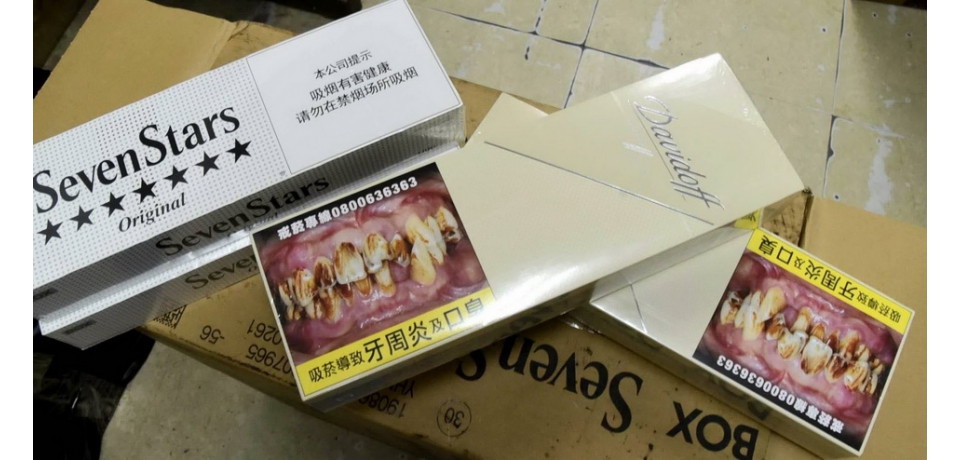 本公司提示
吸烟有害健康
请勿在禁烟场所吸烟
Seven Stars
★★★★★★★
Original
Seven Stars
Davidoff
戒菸專線0800636363
吸菸導致牙周炎及口臭
吸菸導致牙周炎及口臭
戒菸專線0800636363
Seven S
BOX
30